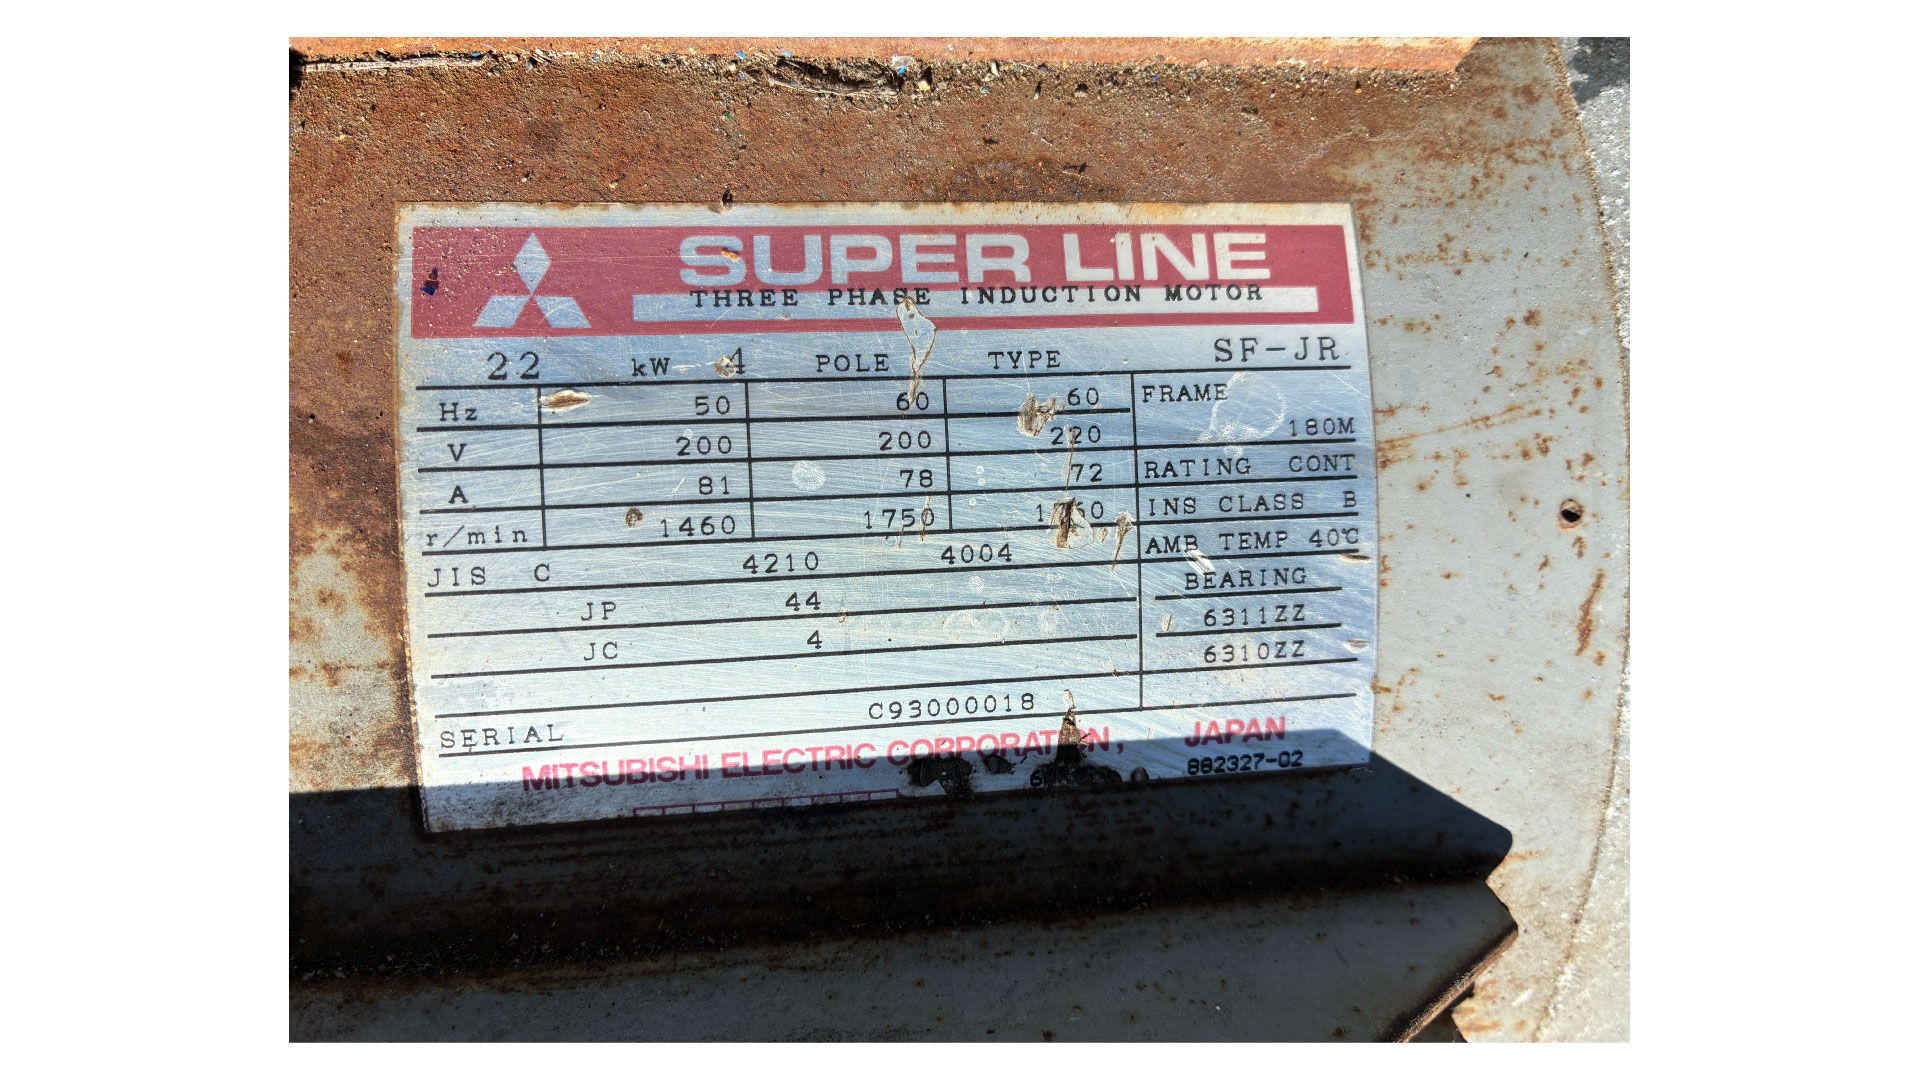 SUPER LINE
THREE PHASE INDUCTION MOTOR
22 kW 4 POLE TYPE SF-JR
Hz 50 60 60 FRAME
180M
V 200 200 220
A 81 78 72 RATING CONT
r/min 1460 1750 1760 INS CLASS B
JIS C 4210 4004 AMB TEMP 40℃
BEARING
JP 44 6311ZZ
JC 4 6310ZZ
SERIAL C93000018
MITSUBISHI ELECTRIC CORPORATION, JAPAN
882327-02